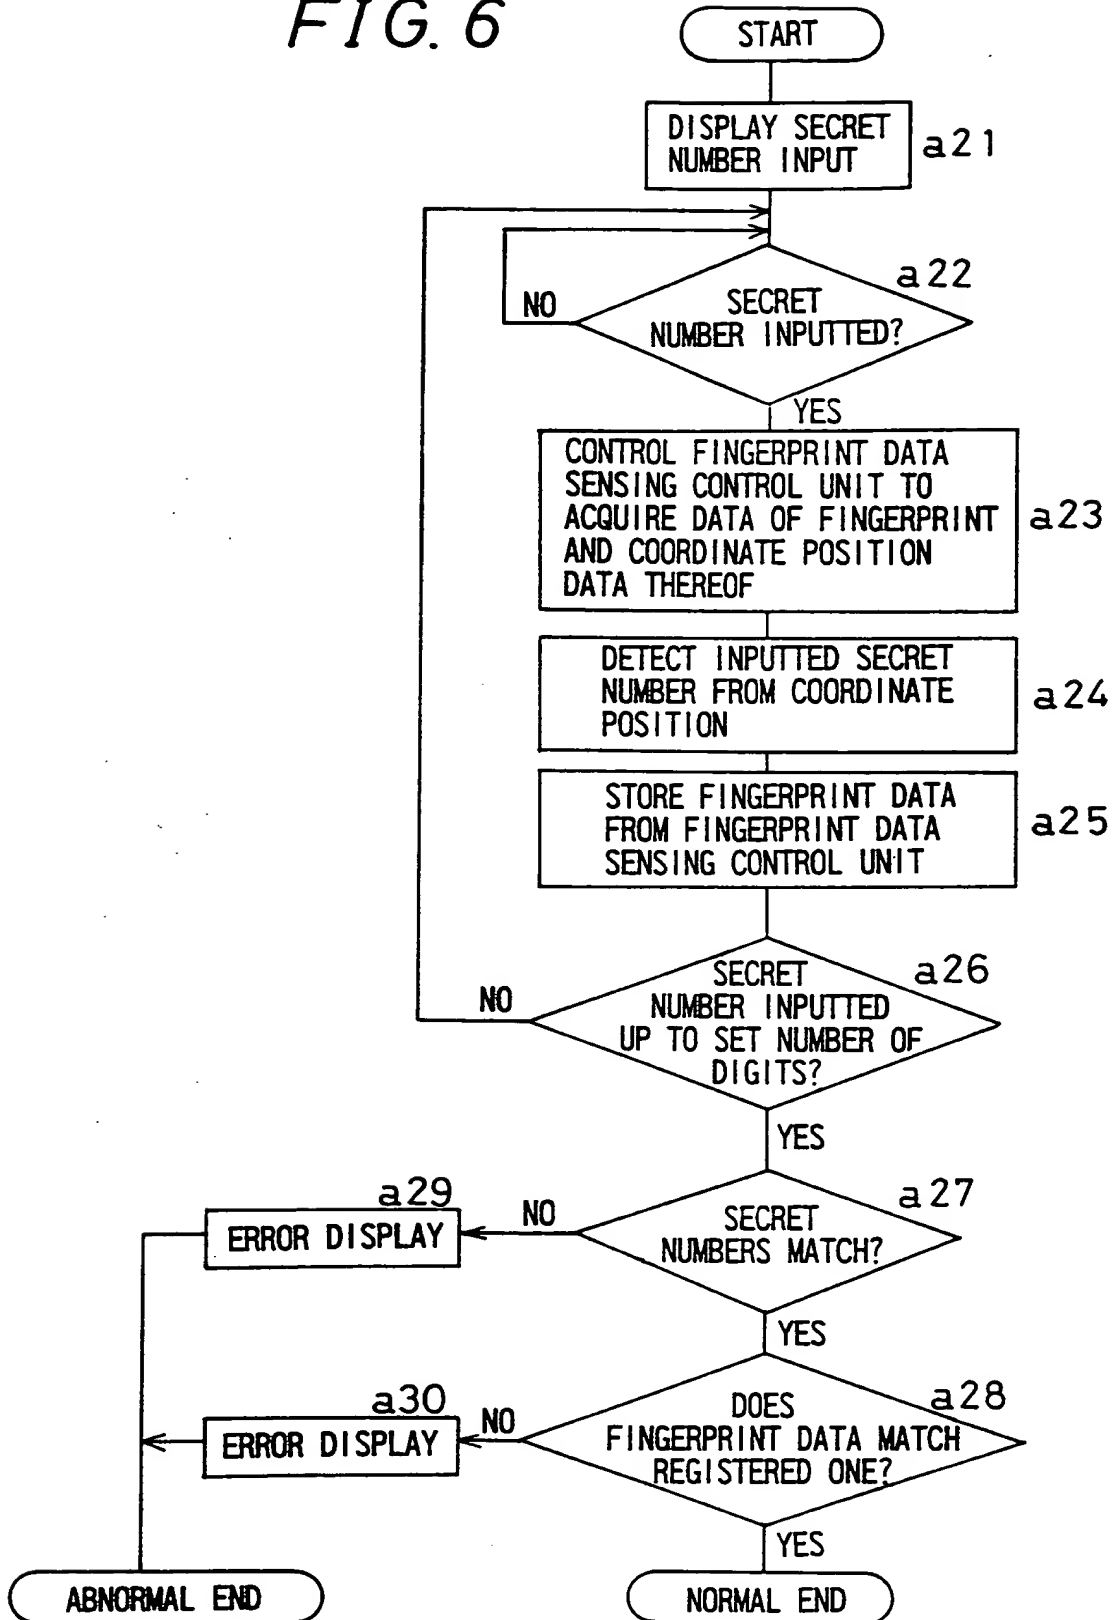 FIG. 6
START
DISPLAY SECRET
NUMBER INPUT
a21
a22
SECRET
NUMBER INPUTTED?
NO
YES
CONTROL FINGERPRINT DATA
SENSING CONTROL UNIT TO
ACQUIRE DATA OF FINGERPRINT
AND COORDINATE POSITION
DATA THEREOF
a23
DETECT INPUTTED SECRET
NUMBER FROM COORDINATE
POSITION
a24
STORE FINGERPRINT DATA
FROM FINGERPRINT DATA
SENSING CONTROL UNIT
a25
a26
SECRET
NUMBER INPUTTED
UP TO SET NUMBER OF
DIGITS?
NO
YES
a27
SECRET
NUMBERS MATCH?
NO
a29
ERROR DISPLAY
YES
a28
DOES
FINGERPRINT DATA MATCH
REGISTERED ONE?
NO
a30
ERROR DISPLAY
YES
ABNORMAL END
NORMAL END